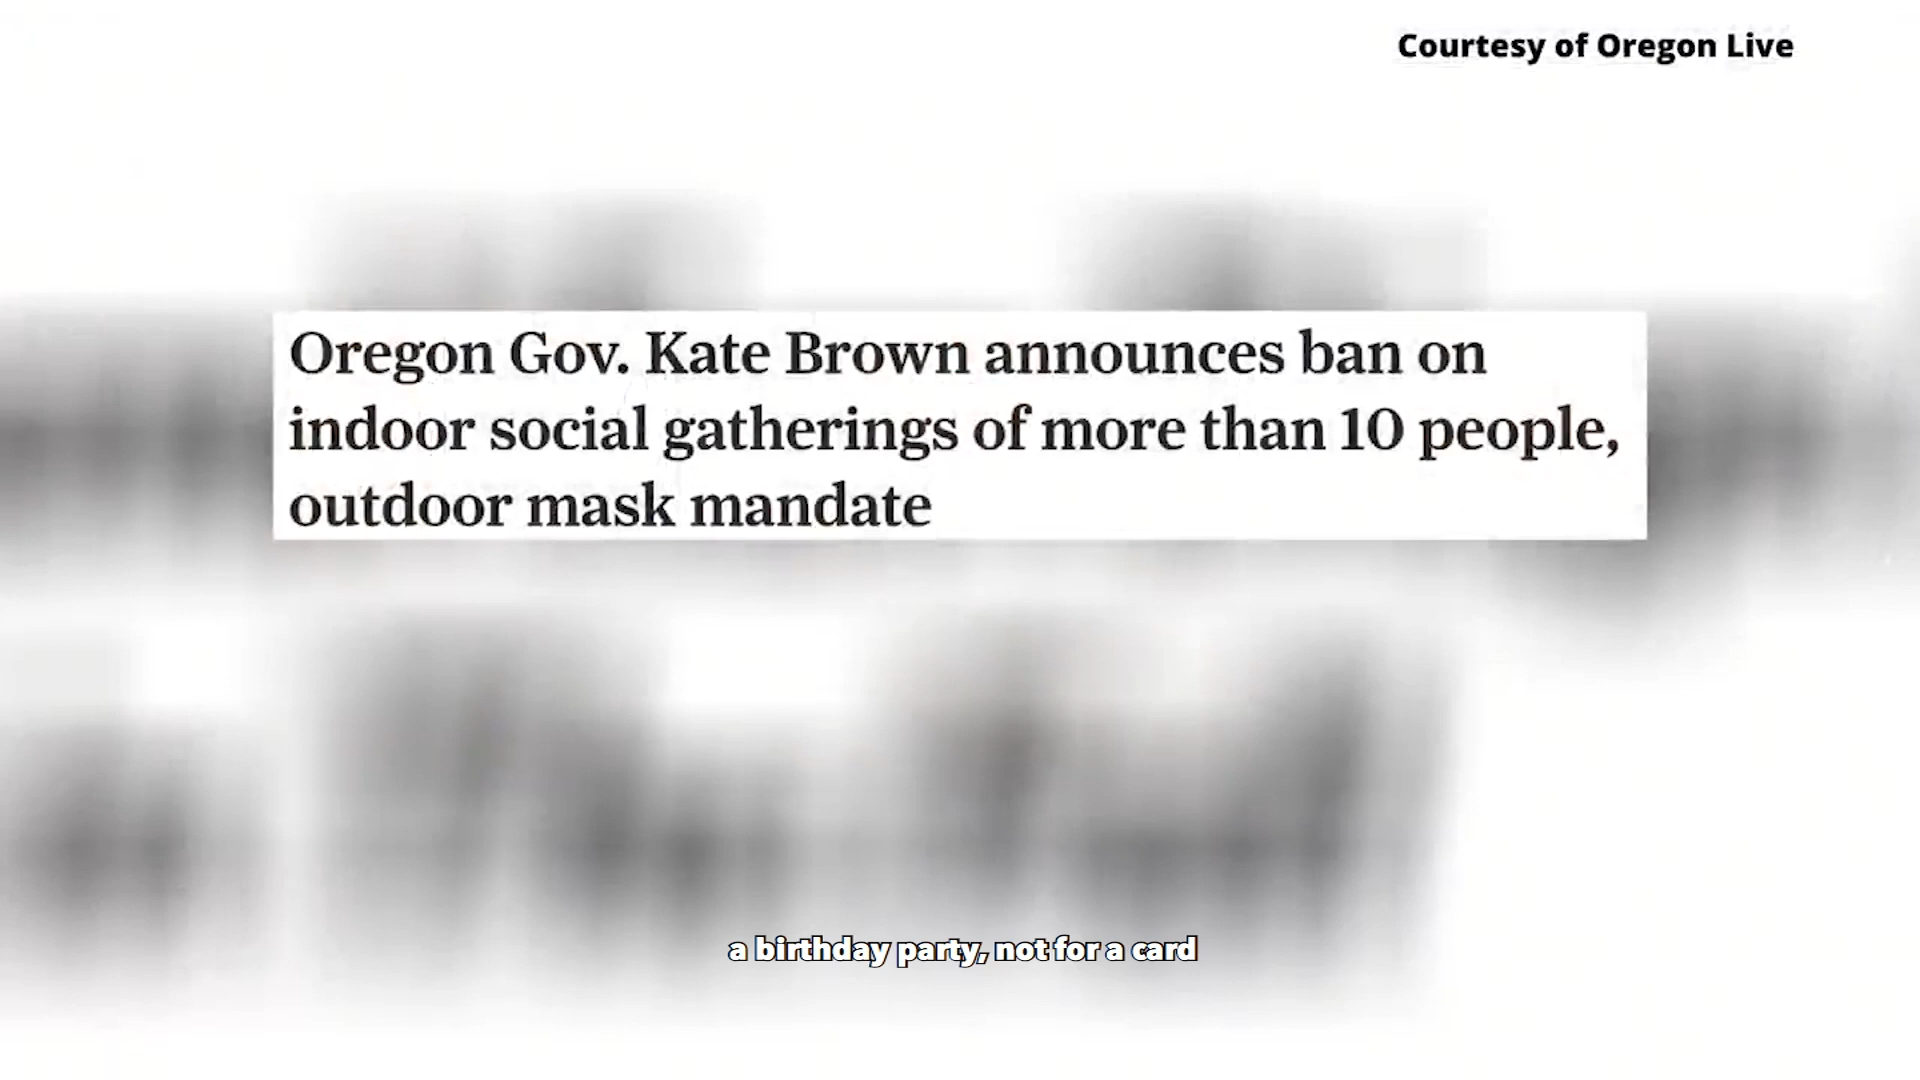 Courtesy of Oregon Live
Oregon Gov. Kate Brown announces ban on
indoor social gatherings of more than 10 people,
outdoor mask mandate
a birthday party, not for a card